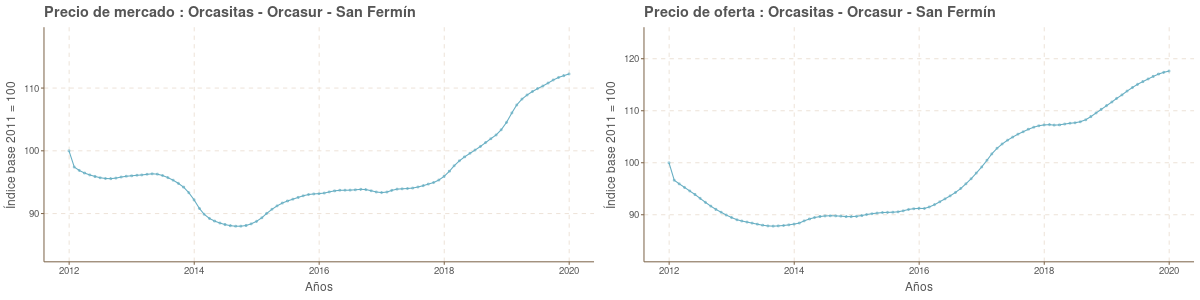 Precio de mercado : Orcasitas - Orcasur - San Fermín
Índice base 2011 = 100
110
100
90
2012 2014 2016 2018 2020
Años
Precio de oferta : Orcasitas - Orcasur - San Fermín
Índice base 2011 = 100
120
110
100
90
2012 2014 2016 2018 2020
Años